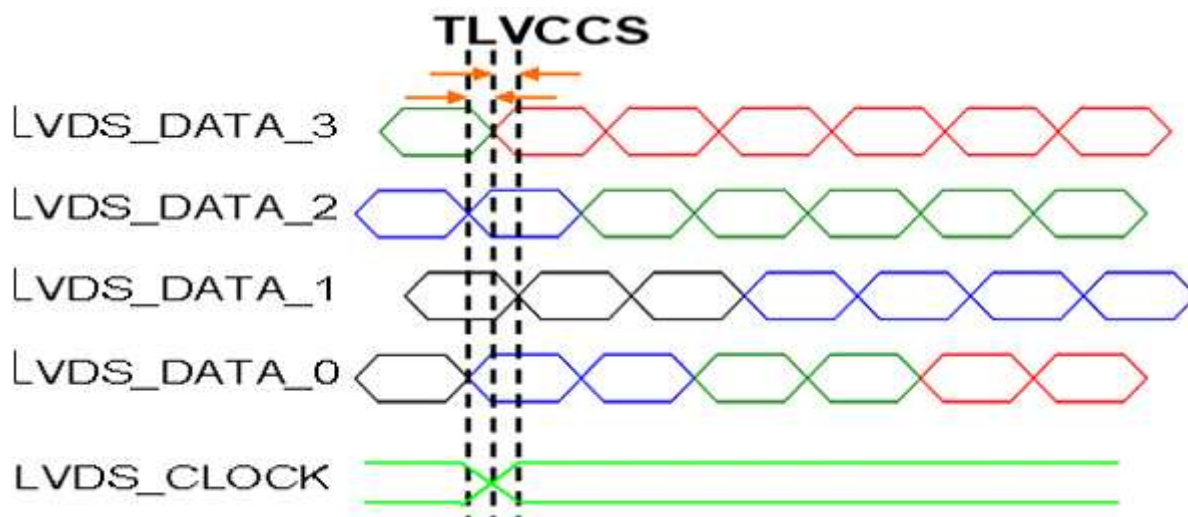 TLVCCS
LVDS_DATA_3
LVDS_DATA_2
LVDS_DATA_1
LVDS_DATA_0
LVDS_CLOCK